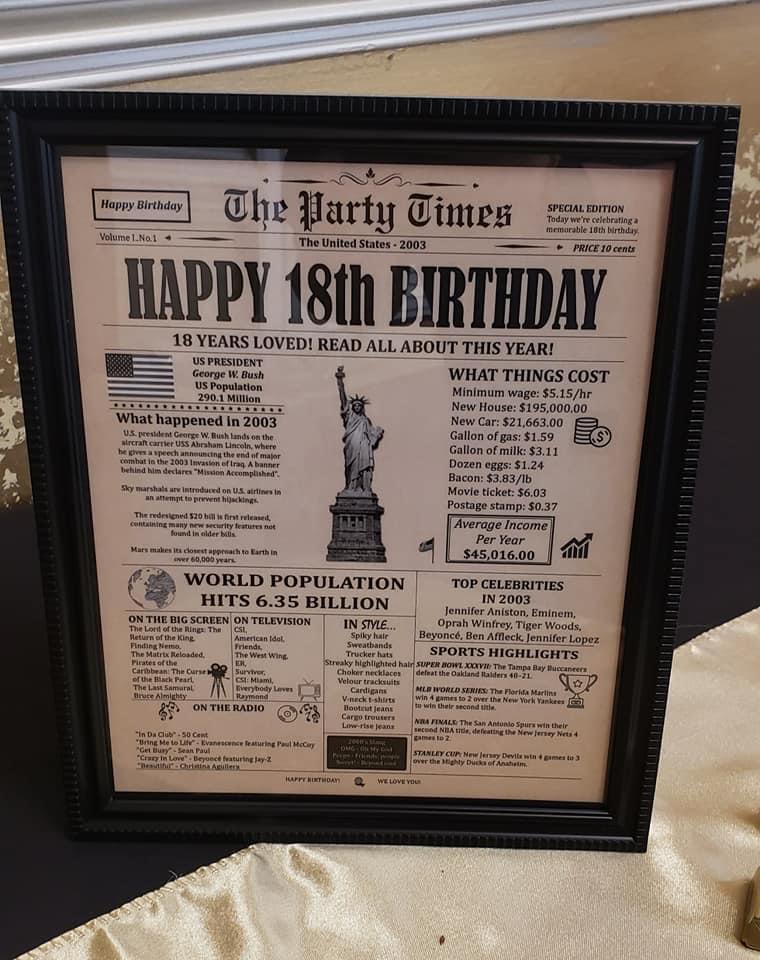 Happy Birthday
The Party Times
SPECIAL EDITION
Today we're celebrating a
memorable 18th birthday.
Volume I..No.1
The United States - 2003
PRICE 10 cents
HAPPY 18th BIRTHDAY
18 YEARS LOVED! READ ALL ABOUT THIS YEAR!
US PRESIDENT
George W. Bush
US Population
290.1 Million
What happened in 2003
U.S. president George W. Bush lands on the
aircraft carrier USS Abraham Lincoln, where
he gives a speech announcing the end of major
combat in the 2003 Invasion of Iraq. A banner
behind him declares "Mission Accomplished".
Sky marshals are introduced on U.S. airlines in
an attempt to prevent hijackings.
The redesigned $20 bill is first released,
containing many new security features not
found in older bills.
Mars makes its closest approach to Earth in
over 60,000 years.
WHAT THINGS COST
Minimum wage: $5.15/hr
New House: $195,000.00
New Car: $21,663.00
Gallon of gas: $1.59
Gallon of milk: $3.11
Dozen eggs: $1.24
Bacon: $3.83/lb
Movie ticket: $6.03
Postage stamp: $0.37
Average Income
Per Year
$45,016.00
WORLD POPULATION
HITS 6.35 BILLION
TOP CELEBRITIES
IN 2003
Jennifer Aniston, Eminem,
Oprah Winfrey, Tiger Woods,
Beyoncé, Ben Affleck, Jennifer Lopez
ON THE BIG SCREEN
The Lord of the Rings: The
Return of the King,
Finding Nemo,
The Matrix Reloaded,
Pirates of the
Caribbean: The Curse
of the Black Pearl,
The Last Samurai,
Bruce Almighty
ON TELEVISION
CSI,
American Idol,
Friends,
The West Wing,
ER,
Survivor,
CSI: Miami,
Everybody Loves
Raymond
IN STYLE...
Spiky hair
Sweatbands
Trucker hats
Streaky highlighted hair
Choker necklaces
Velour tracksuits
Cardigans
V-neck t-shirts
Bootcut jeans
Cargo trousers
Low-rise jeans
2000's Slang
OMG - Oh My God
Peeps - Friends, people
SPORTS HIGHLIGHTS
SUPER BOWL XXXVII: The Tampa Bay Buccaneers
defeat the Oakland Raiders 48-21.
MLB WORLD SERIES: The Florida Marlins
win 4 games to 2 over the New York Yankees
to win their second title.
NBA FINALS: The San Antonio Spurs win their
second NBA title, defeating the New Jersey Nets 4
games to 2.
STANLEY CUP: New Jersey Devils win 4 games to 3
over the Mighty Ducks of Anaheim.
ON THE RADIO
"In Da Club" - 50 Cent
"Bring Me to Life" - Evanescence featuring Paul McCoy
"Get Busy" - Sean Paul
"Crazy In Love" - Beyoncé featuring Jay-Z
"Beautiful" - Christina Aguilera
HAPPY BIRTHDAY! WE LOVE YOU!